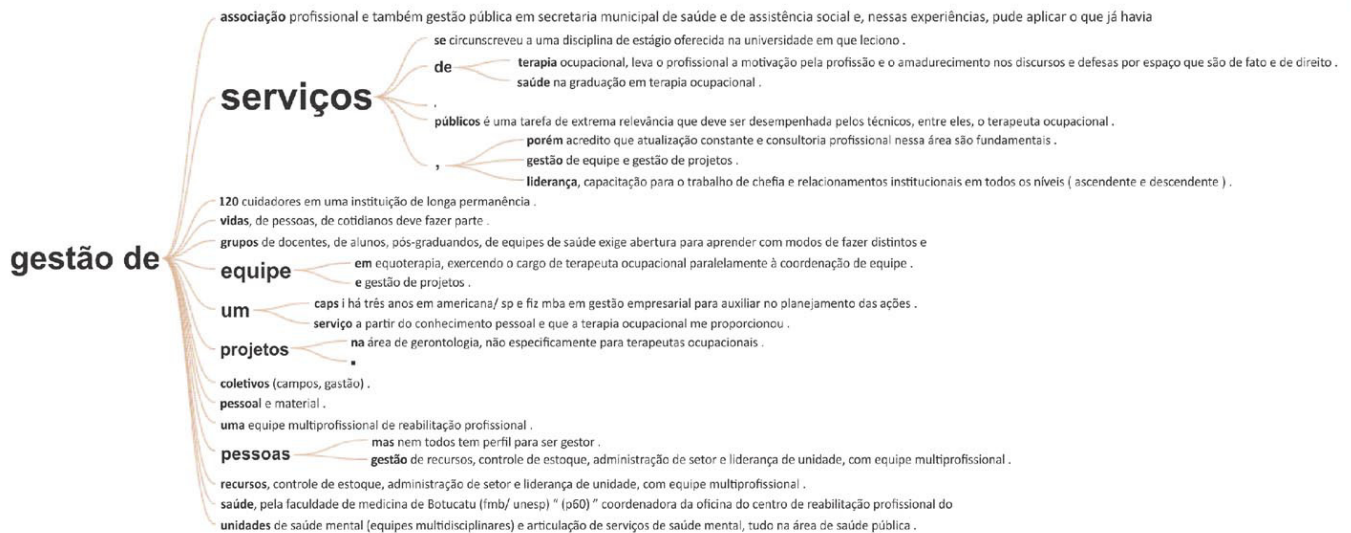 associação profissional e também gestão pública em secretaria municipal de saúde e de assistência social e, nessas experiências, pude aplicar o que já havia
se circunscreveu a uma disciplina de estágio oferecida na universidade em que leciono .
serviços
de
terapia ocupacional, leva o profissional a motivação pela profissão e o amadurecimento nos discursos e defesas por espaço que são de fato e de direito .
saúde na graduação em terapia ocupacional .
.
públicos é uma tarefa de extrema relevância que deve ser desempenhada pelos técnicos, entre eles, o terapeuta ocupacional .
,
porém acredito que atualização constante e consultoria profissional nessa área são fundamentais .
gestão de equipe e gestão de projetos .
liderança, capacitação para o trabalho de chefia e relacionamentos institucionais em todos os níveis ( ascendente e descendente ) .
gestão de
120 cuidadores em uma instituição de longa permanência .
vidas, de pessoas, de cotidianos deve fazer parte .
grupos de docentes, de alunos, pós-graduandos, de equipes de saúde exige abertura para aprender com modos de fazer distintos e
equipe
em equoterapia, exercendo o cargo de terapeuta ocupacional paralelamente à coordenação de equipe .
e gestão de projetos .
um
caps i há três anos em americana/ sp e fiz mba em gestão empresarial para auxiliar no planejamento das ações .
serviço a partir do conhecimento pessoal e que a terapia ocupacional me proporcionou .
projetos
na área de gerontologia, não especificamente para terapeutas ocupacionais .
.
coletivos (campos, gastão) .
pessoal e material .
uma equipe multiprofissional de reabilitação profissional .
pessoas
mas nem todos tem perfil para ser gestor .
gestão de recursos, controle de estoque, administração de setor e liderança de unidade, com equipe multiprofissional .
recursos, controle de estoque, administração de setor e liderança de unidade, com equipe multiprofissional .
saúde, pela faculdade de medicina de Botucatu (fmb/ unesp) " (p60) " coordenadora da oficina do centro de reabilitação profissional do
unidades de saúde mental (equipes multidisciplinares) e articulação de serviços de saúde mental, tudo na área de saúde pública .